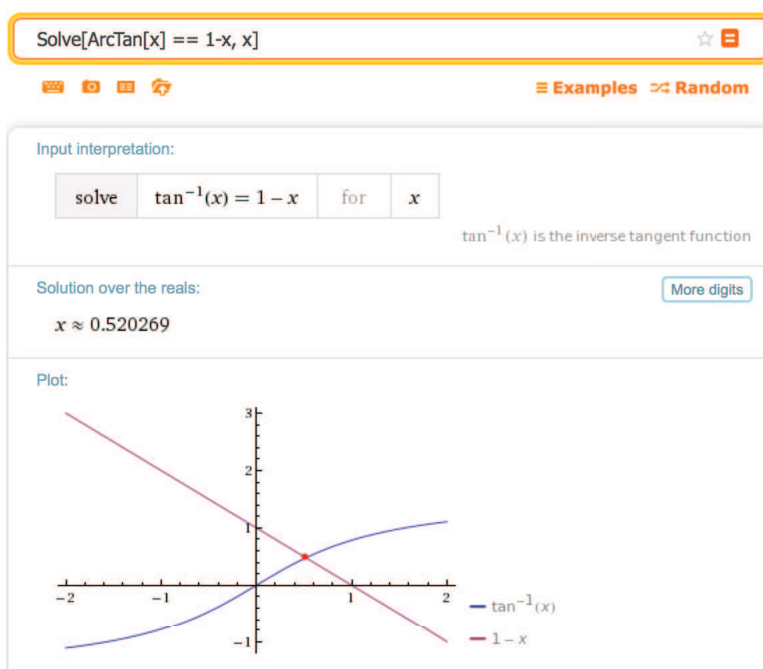 Solve[ArcTan[x] == 1-x, x]
Examples Random
Input interpretation:
solve tan⁻¹(x) = 1 − x for x
tan⁻¹(x) is the inverse tangent function
Solution over the reals:
More digits
x ≈ 0.520269
Plot:
3
2
1
-2 -1 1 2
-1
tan⁻¹(x)
1 − x